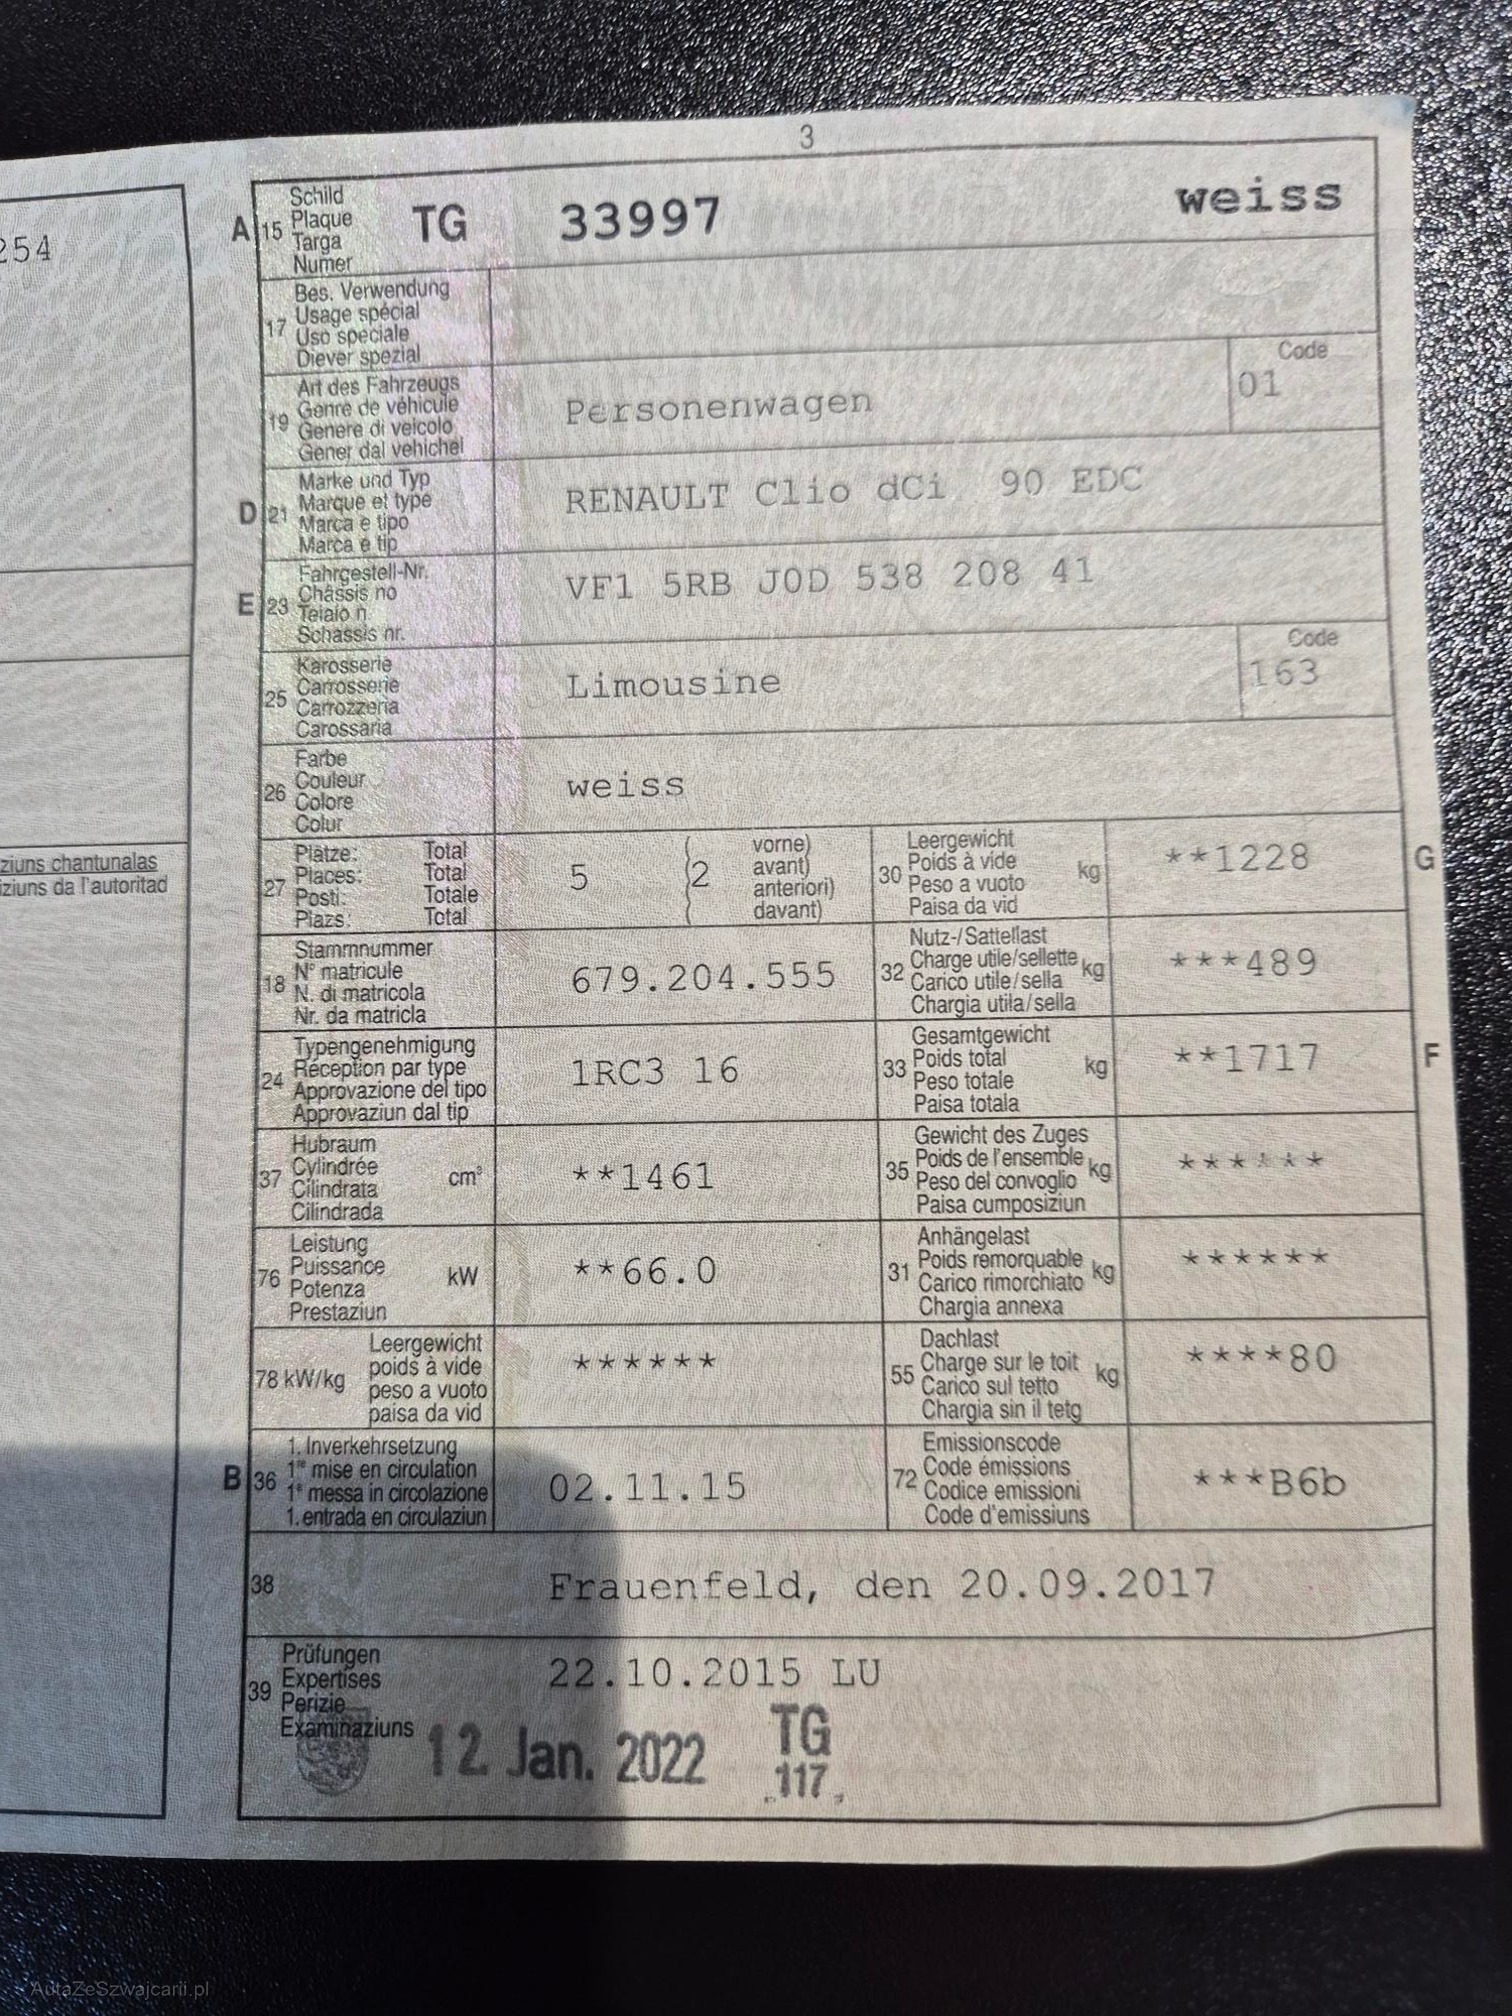 3
254
ziuns chantunalas
iziuns da l'autoritad
A 15 Schild
Plaque
Targa
Numer
TG 33997 weiss
17 Bes. Verwendung
Usage spécial
Uso speciale
Diever spezial
19 Art des Fahrzeugs
Genre de véhicule
Genere di veicolo
Gener dal vehichel
Personenwagen
Code
01
D 21 Marke und Typ
Marque et type
Marca e tipo
Marca e tip
RENAULT Clio dCi 90 EDC
E 23 Fahrgestell-Nr.
Châssis no
Telaio n.
Schassis nr.
VF1 5RB J0D 538 208 41
25 Karosserie
Carrosserie
Carrozzeria
Carossaria
Limousine
Code
163
26 Farbe
Couleur
Colore
Colur
weiss
27 Plätze: Total
Places: Total
Posti: Totale
Plazs: Total
5 ( 2 vorne)
avant)
anteriori)
davant)
30 Leergewicht
Poids à vide
Peso a vuoto
Paisa da vid
kg
**1228 G
18 Stammnummer
N° matricule
N. di matricola
Nr. da matricla
679.204.555
32 Nutz-/Sattellast
Charge utile/sellette
Carico utile/sella
Chargia utila/sella
kg
***489
24 Typengenehmigung
Réception par type
Approvazione del tipo
Approvaziun dal tip
1RC3 16
33 Gesamtgewicht
Poids total
Peso totale
Paisa totala
kg
**1717 F
37 Hubraum
Cylindrée
Cilindrata
Cilindrada
cm³
**1461
35 Gewicht des Zuges
Poids de l'ensemble
Peso del convoglio
Paisa cumposiziun
kg
******
76 Leistung
Puissance
Potenza
Prestaziun
kW
**66.0
31 Anhängelast
Poids remorquable
Carico rimorchiato
Chargia annexa
kg
******
78 kW/kg Leergewicht
poids à vide
peso a vuoto
paisa da vid
******
55 Dachlast
Charge sur le toit
Carico sul tetto
Chargia sin il tetg
kg
****80
B 36 1. Inverkehrsetzung
1re mise en circulation
1a messa in circolazione
1. entrada en circulaziun
02.11.15
72 Emissionscode
Code émissions
Codice emissioni
Code d'emissiuns
***B6b
38 Frauenfeld, den 20.09.2017
39 Prüfungen
Expertises
Perizie
Examinaziuns
22.10.2015 LU
12. Jan. 2022 TG
117
AutaZeSzwajcarii.pl